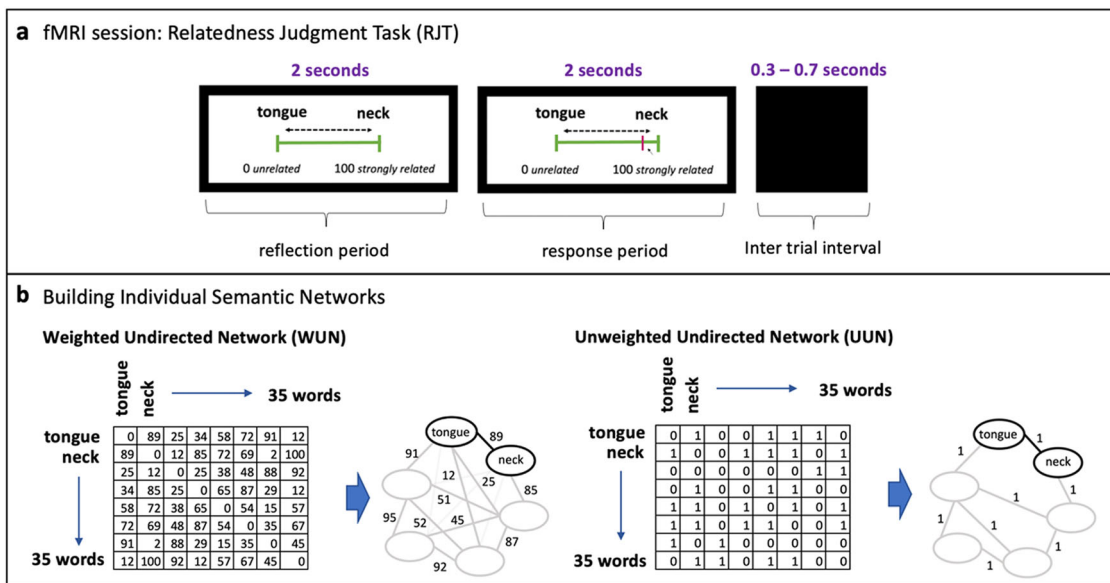 a fMRI session: Relatedness Judgment Task (RJT)
2 seconds
2 seconds
0.3 – 0.7 seconds
tongue neck
0 unrelated 100 strongly related
tongue neck
0 unrelated 100 strongly related
reflection period
response period
Inter trial interval
b Building Individual Semantic Networks
Weighted Undirected Network (WUN)
tongue
neck
35 words
tongue
neck
35 words
0 89 25 34 58 72 91 12
89 0 12 85 72 69 2 100
25 12 0 25 38 48 88 92
34 85 25 0 65 87 29 12
58 72 38 65 0 54 15 57
72 69 48 87 54 0 35 67
91 2 88 29 15 35 0 45
12 100 92 12 57 67 45 0
tongue
89
neck
91
12
25
85
51
95
52
45
87
92
Unweighted Undirected Network (UUN)
tongue
neck
35 words
tongue
neck
35 words
0 1 0 0 1 1 1 0
1 0 0 1 1 1 0 1
0 0 0 0 0 0 1 1
0 1 0 0 1 1 0 0
1 1 0 1 0 1 0 1
1 1 0 1 1 0 0 1
1 0 1 0 0 0 0 0
0 1 1 0 1 1 0 0
tongue
1
neck
1
1
1
1
1
1
1